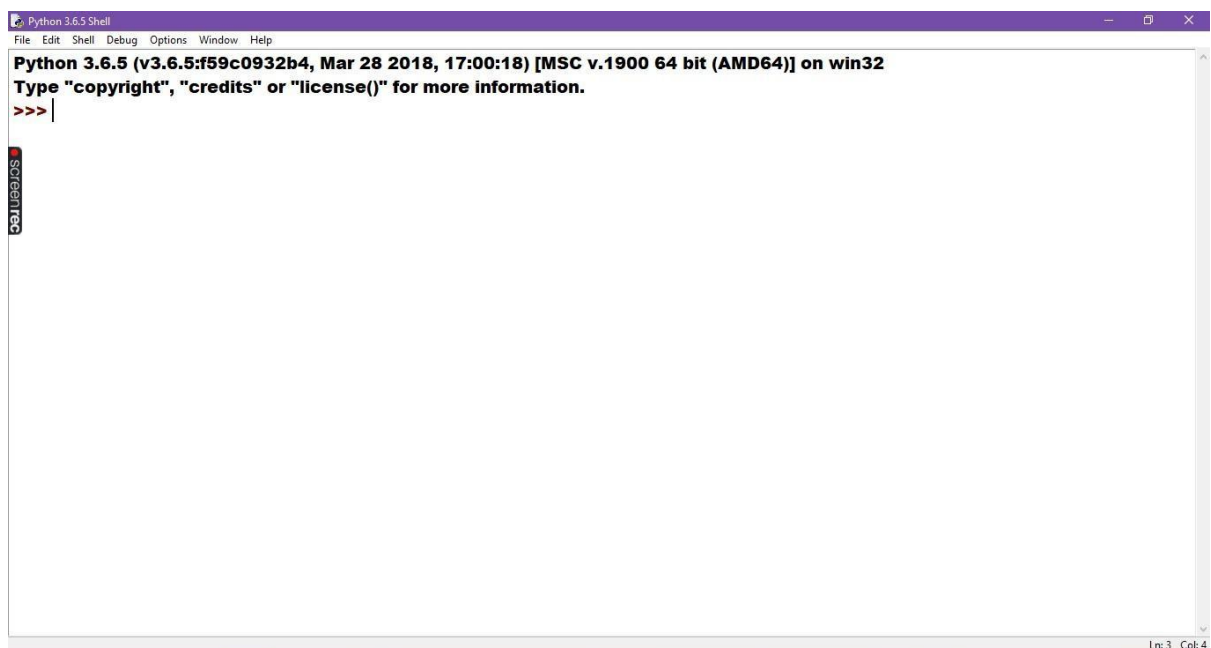 Python 3.6.5 Shell
File Edit Shell Debug Options Window Help
Python 3.6.5 (v3.6.5:f59c0932b4, Mar 28 2018, 17:00:18) [MSC v.1900 64 bit (AMD64)] on win32
Type "copyright", "credits" or "license()" for more information.
>>>
screenrec
Ln: 3 Col: 4